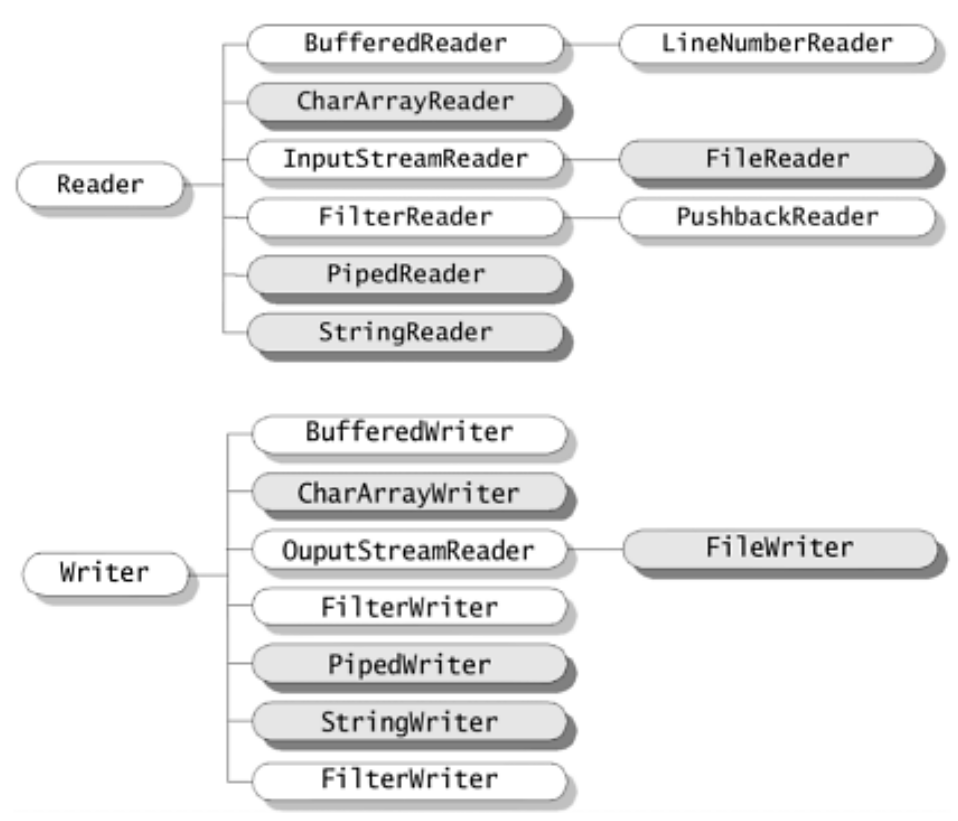 BufferedReader
LineNumberReader
CharArrayReader
InputStreamReader
FileReader
Reader
FilterReader
PushbackReader
PipedReader
StringReader
BufferedWriter
CharArrayWriter
OuputStreamReader
FileWriter
Writer
FilterWriter
PipedWriter
StringWriter
FilterWriter